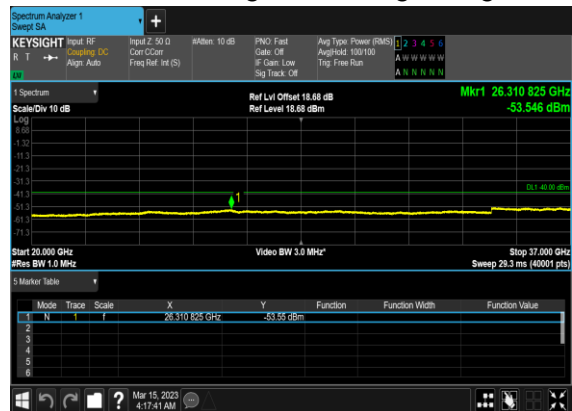 Spectrum Analyzer 1
Swept SA
+
KEYSIGHT Input: RF Input Z: 50 Ω #Atten: 10 dB PNO: Fast Avg Type: Power (RMS) 1 2 3 4 5 6
R T Coupling: DC Corr CCorr Gate: Off Avg|Hold: 100/100 A W W W W W
Align: Auto Freq Ref: Int (S) IF Gain: Low Trig: Free Run
Sig Track: Off A N N N N N
1 Spectrum Ref Lvl Offset 18.68 dB Mkr1 26.310 825 GHz
Scale/Div 10 dB Ref Level 18.68 dBm -53.546 dBm
Log
8.68
-1.32
-11.3
-21.3
-31.3
DL1 -40.00 dBm
-41.3
1
-51.3
-61.3
-71.3
Start 20.000 GHz Video BW 3.0 MHz* Stop 37.000 GHz
#Res BW 1.0 MHz Sweep 29.3 ms (40001 pts)
5 Marker Table
Mode Trace Scale X Y Function Function Width Function Value
1 N 1 f 26.310 825 GHz -53.55 dBm
2
3
4
5
6
? Mar 15, 2023
4:17:41 AM